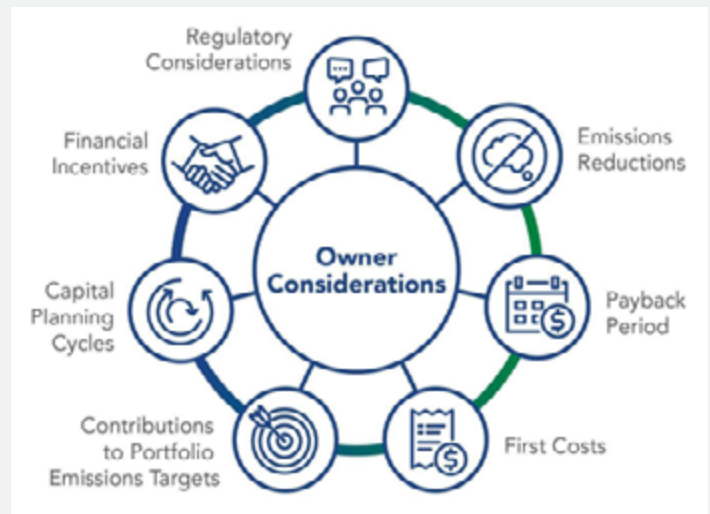 Regulatory
Considerations
Emissions
Reductions
Payback
Period
First Costs
Contributions
to Portfolio
Emissions Targets
Capital
Planning
Cycles
Financial
Incentives
Owner
Considerations
$
$